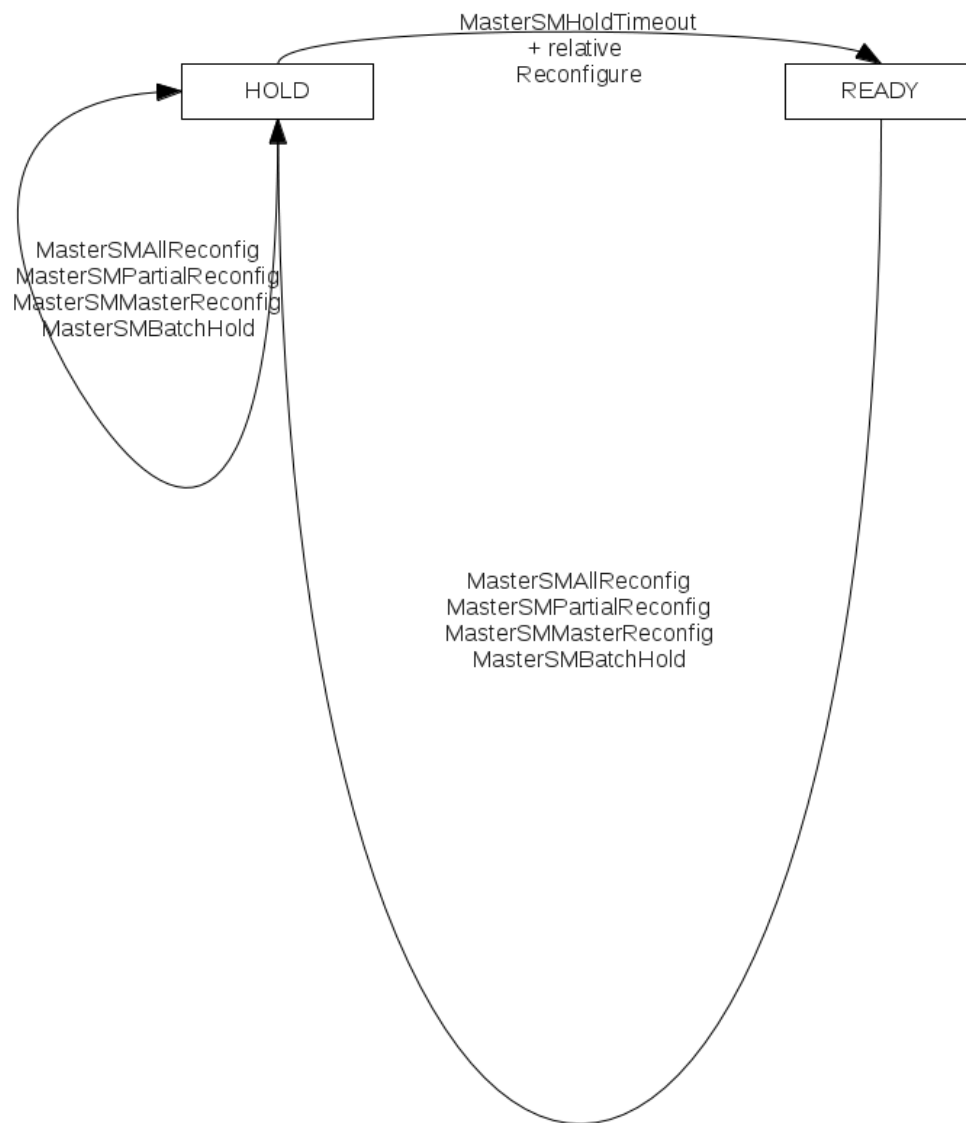 MasterSMHoldTimeout
+ relative
Reconfigure
HOLD
READY
MasterSMAllReconfig
MasterSMPartialReconfig
MasterSMMasterReconfig
MasterSMBatchHold
MasterSMAllReconfig
MasterSMPartialReconfig
MasterSMMasterReconfig
MasterSMBatchHold